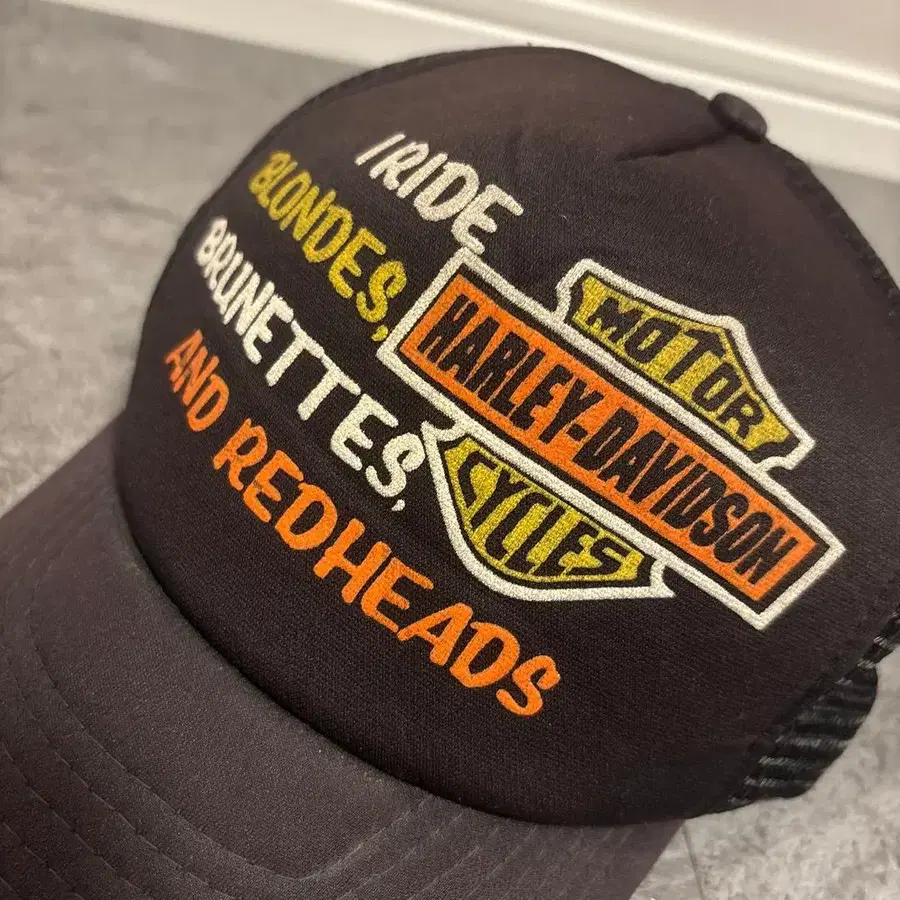 I RIDE
BLONDES,
BRUNETTES,
AND REDHEADS
MOTOR
HARLEY-DAVIDSON
CYCLES